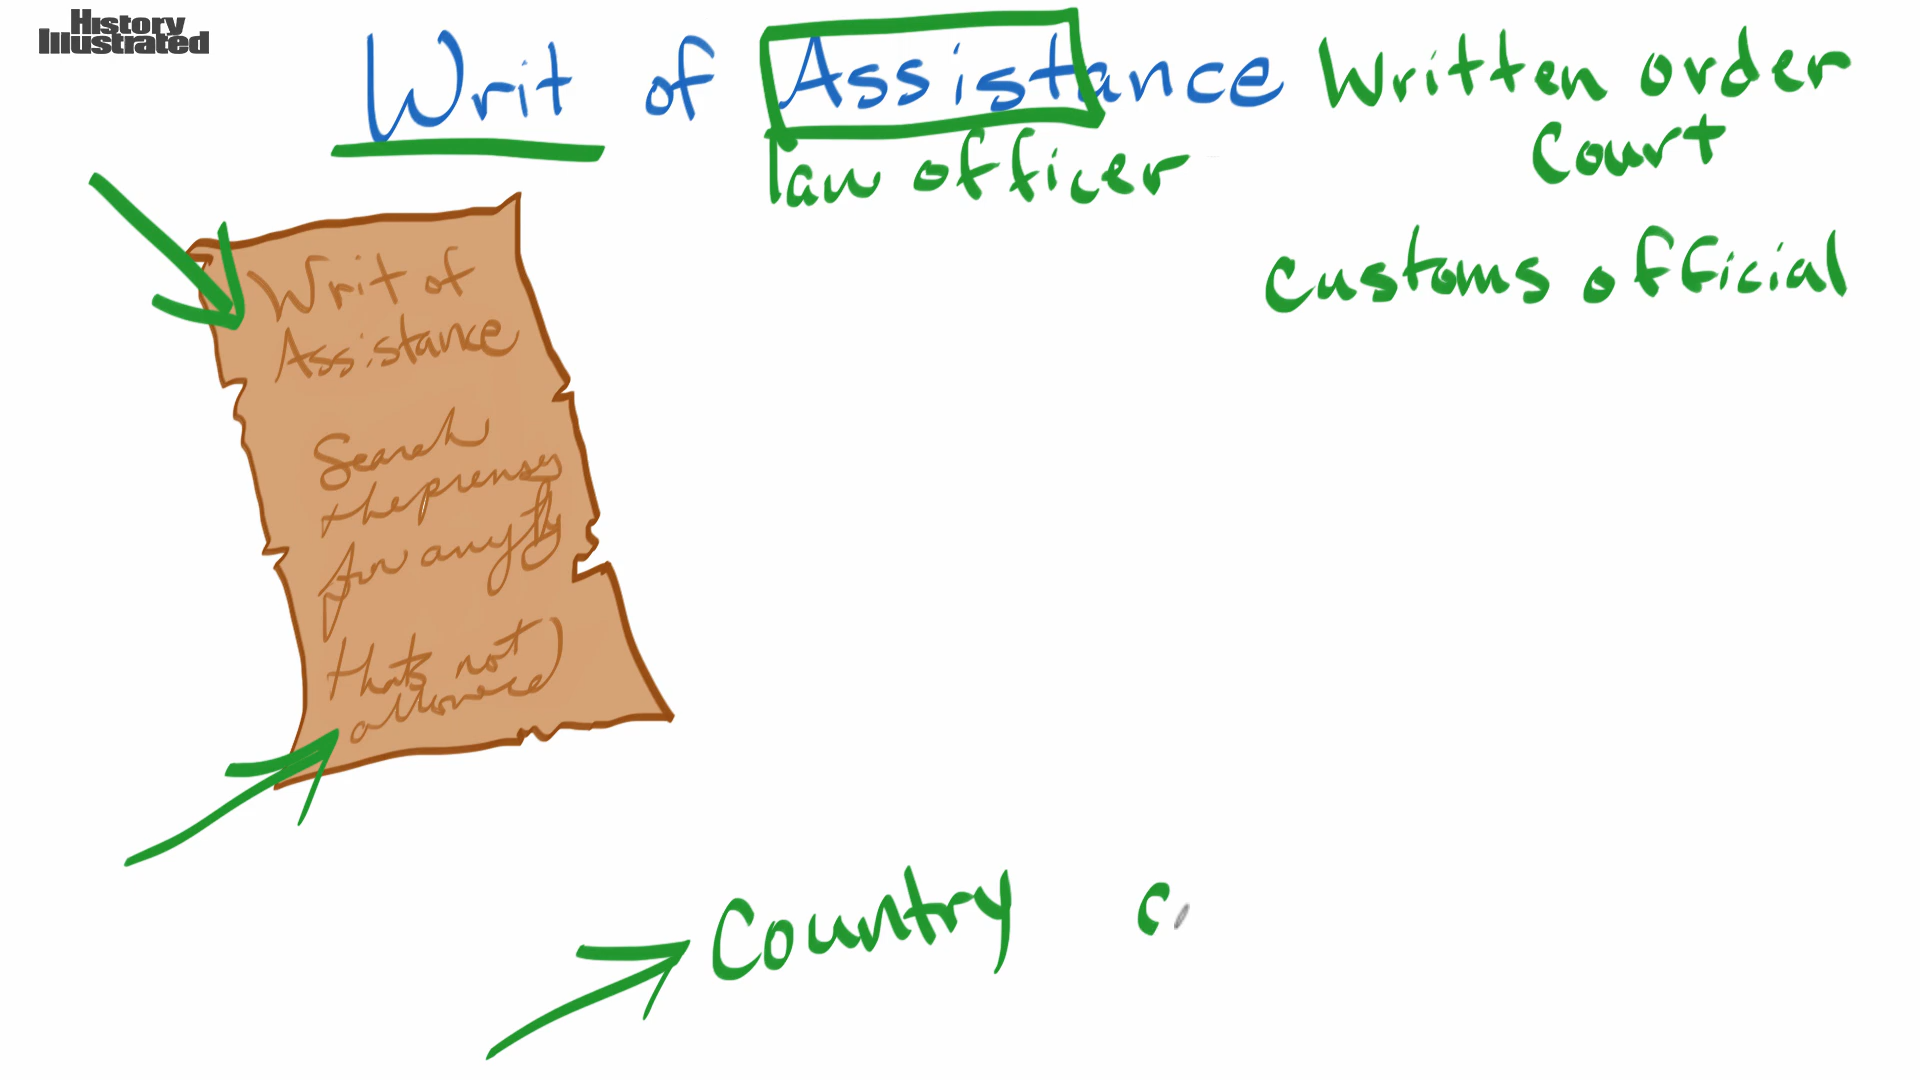 History
Illustrated
Writ of Assistance Written order
court
law officer
customs official
Writ of
Assistance
Search
the premises
for anything
that's not
allowed
Country c